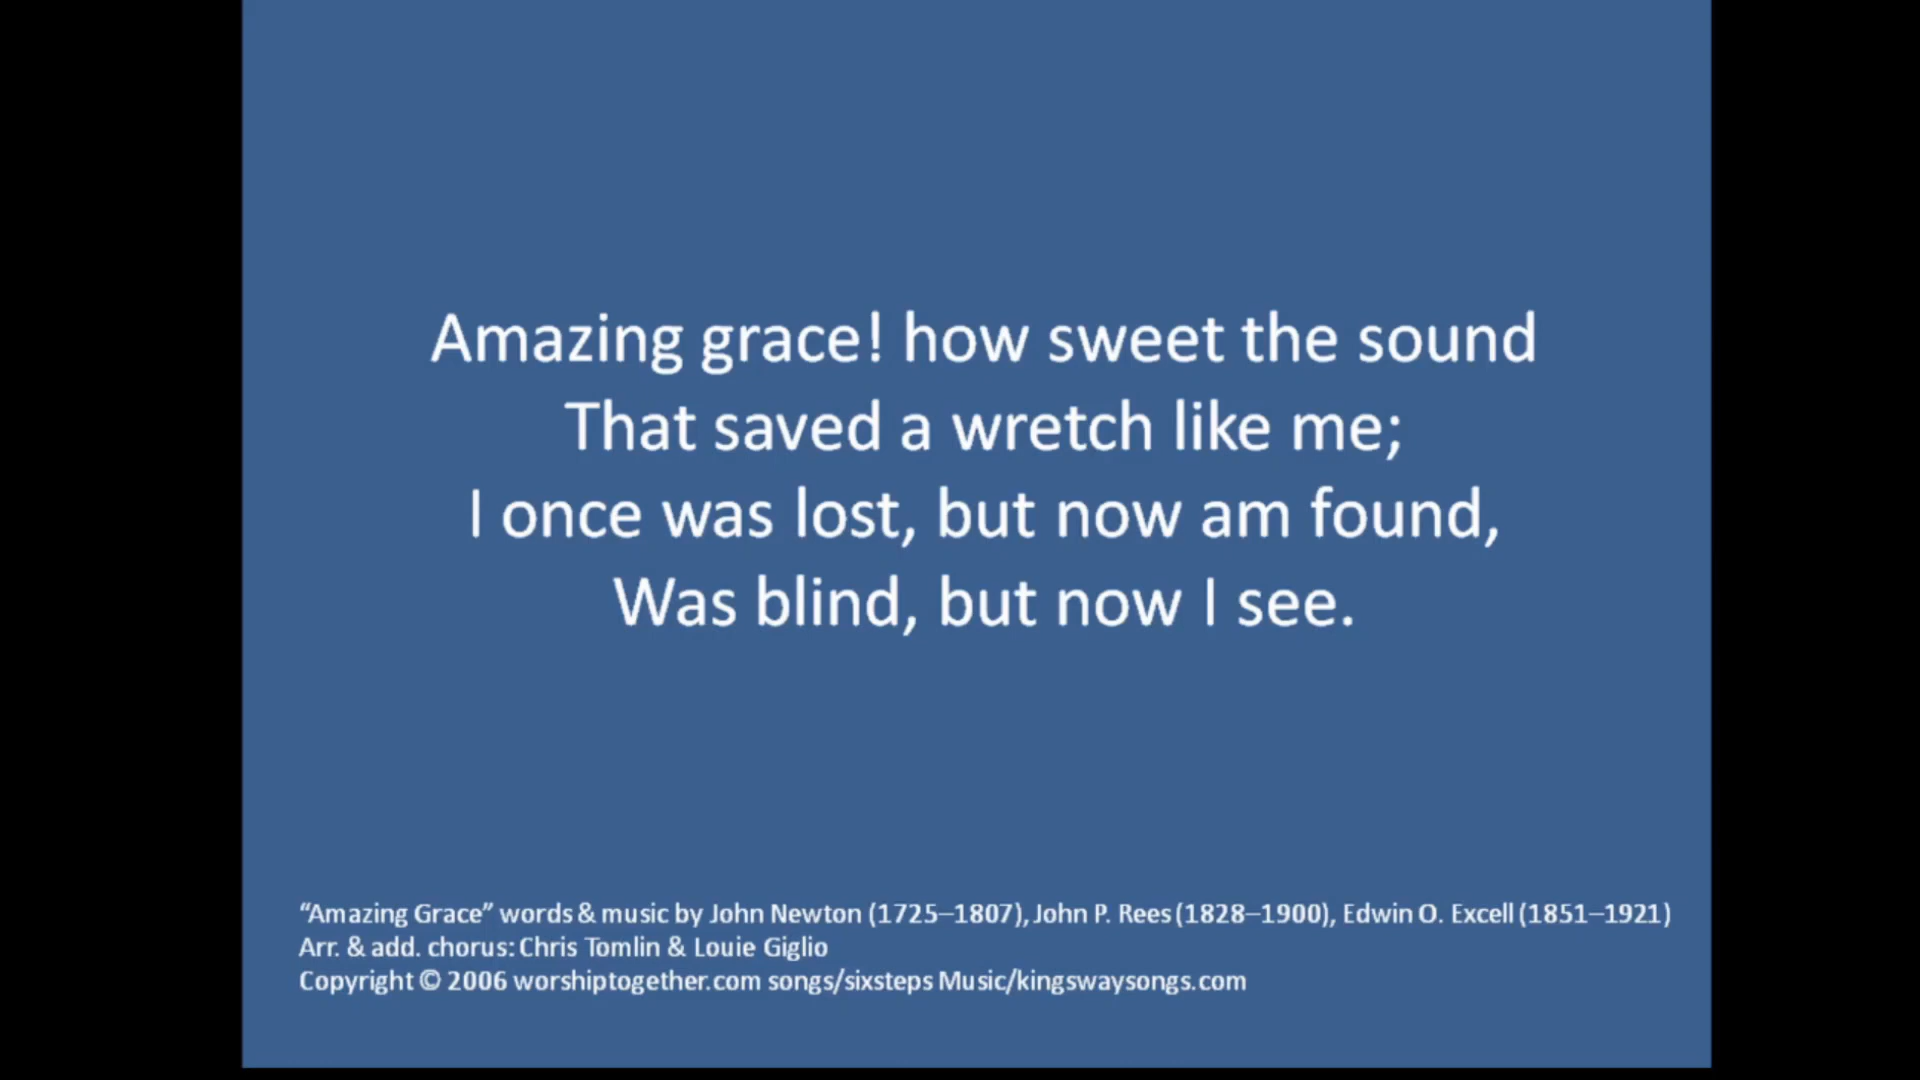 Amazing grace! how sweet the sound
That saved a wretch like me;
I once was lost, but now am found,
Was blind, but now I see.
“Amazing Grace” words & music by John Newton (1725–1807), John P. Rees (1828–1900), Edwin O. Excell (1851–1921)
Arr. & add. chorus: Chris Tomlin & Louie Giglio
Copyright © 2006 worshiptogether.com songs/sixsteps Music/kingswaysongs.com